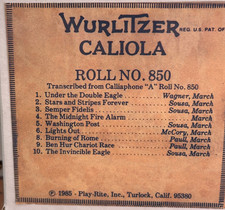 WURLITZER REG. U.S. PAT. OF
CALIOLA
ROLL NO. 850
Transcribed from Calliaphone "A" Roll No. 850
1. Under the Double Eagle . . Wagner, March
2. Stars and Stripes Forever . . Sousa, March
3. Semper Fidelis . . . Sousa, March
4. The Midnight Fire Alarm . . . March
5. Washington Post . . . Sousa, March
6. Lights Out . . . McCory, March
8. Burning of Rome . . . Paull, March
9. Ben Hur Chariot Race . . . Paull, March
10. The Invincible Eagle . . . Sousa, March
© 1985 - Play-Rite, Inc., Turlock, Calif. 95380